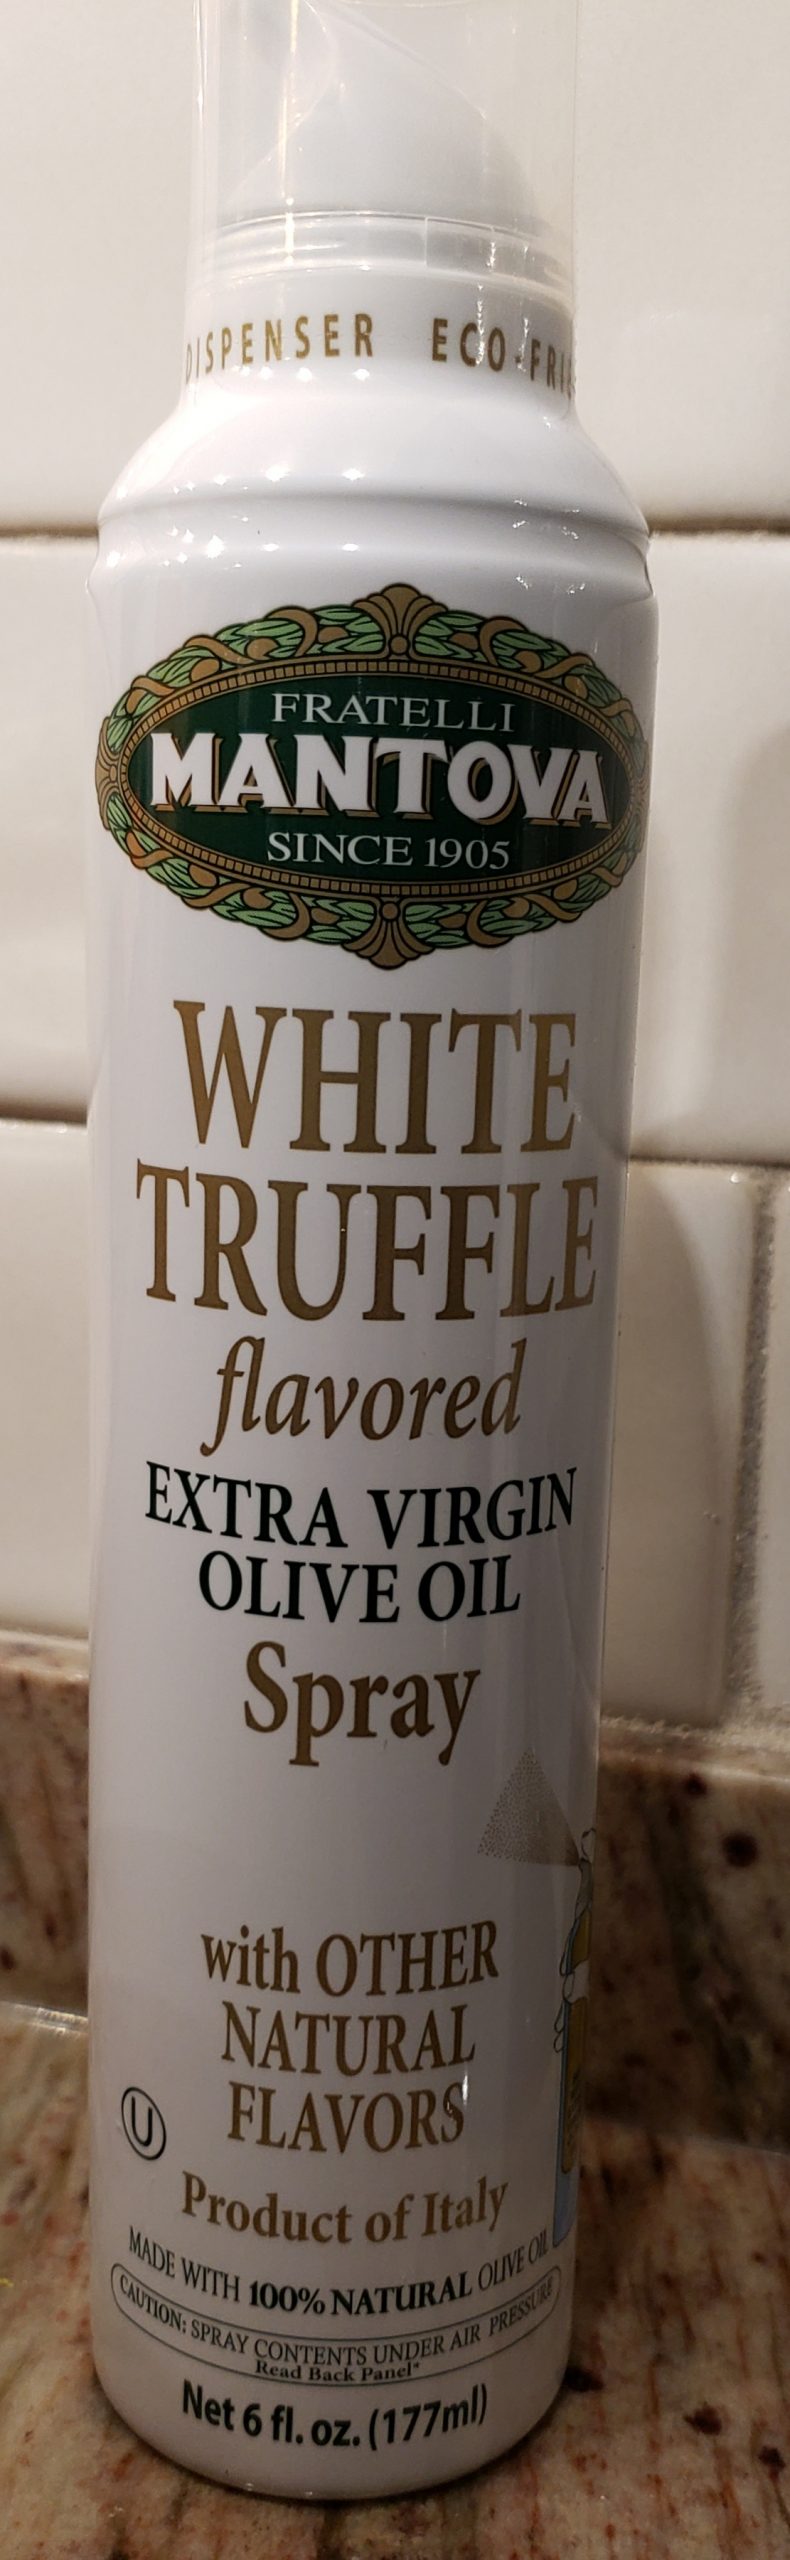 DISPENSER ECO-FRI
FRATELLI
MANTOVA
SINCE 1905
WHITE
TRUFFLE
flavored
EXTRA VIRGIN
OLIVE OIL
Spray
with OTHER
NATURAL
FLAVORS
U
Product of Italy
MADE WITH 100% NATURAL OLIVE OIL
CAUTION: SPRAY CONTENTS UNDER AIR PRESSURE
Read Back Panel*
Net 6 fl. oz. (177ml)